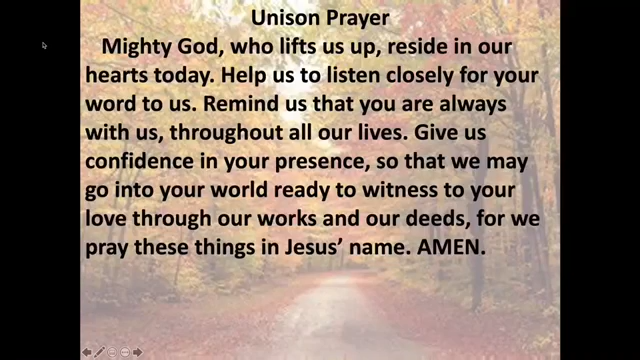 Unison Prayer
Mighty God, who lifts us up, reside in our
hearts today. Help us to listen closely for your
word to us. Remind us that you are always
with us, throughout all our lives. Give us
confidence in your presence, so that we may
go into your world ready to witness to your
love through our works and our deeds, for we
pray these things in Jesus’ name. AMEN.